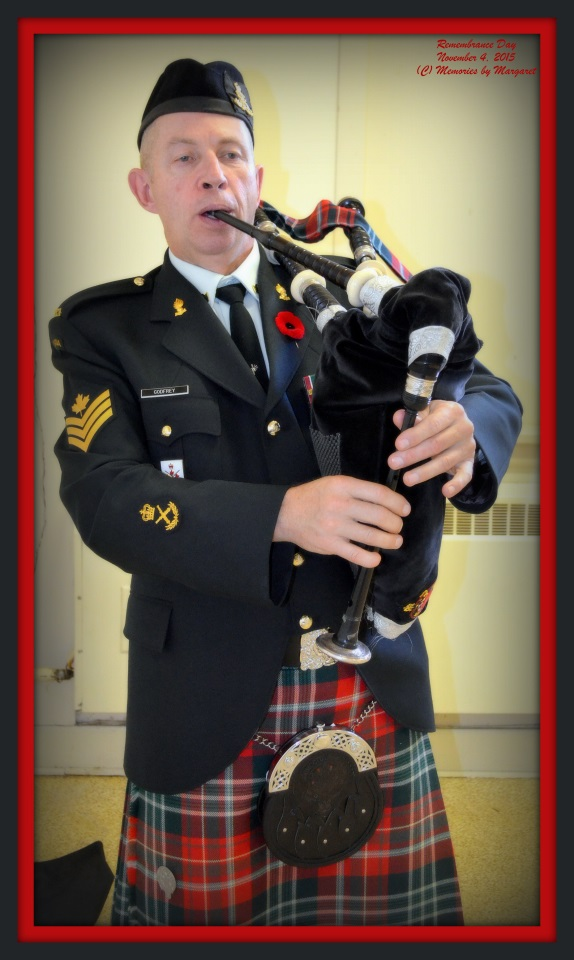 Remembrance Day
November 4, 2015
(C) Memories by Margaret
GODFREY